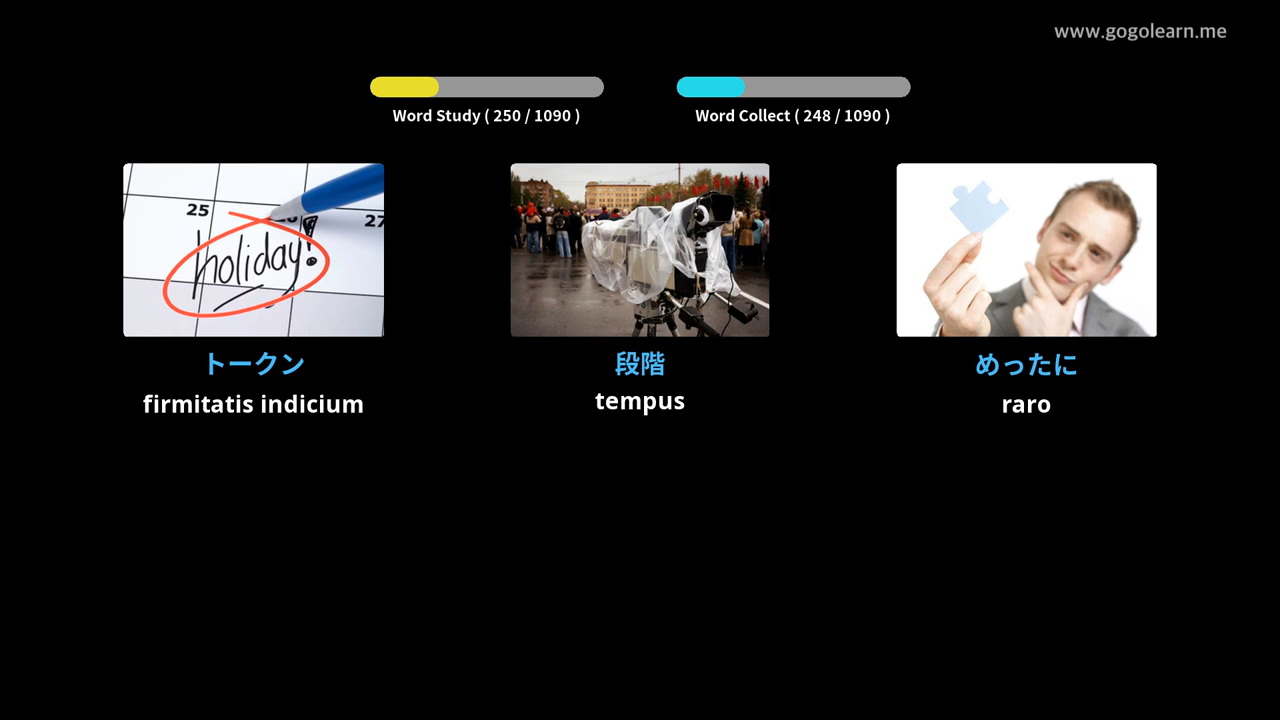 www.gogolearn.me
Word Study ( 250 / 1090 )
Word Collect ( 248 / 1090 )
25
27
holiday!
トークン
段階
めったに
firmitatis indicium
tempus
raro